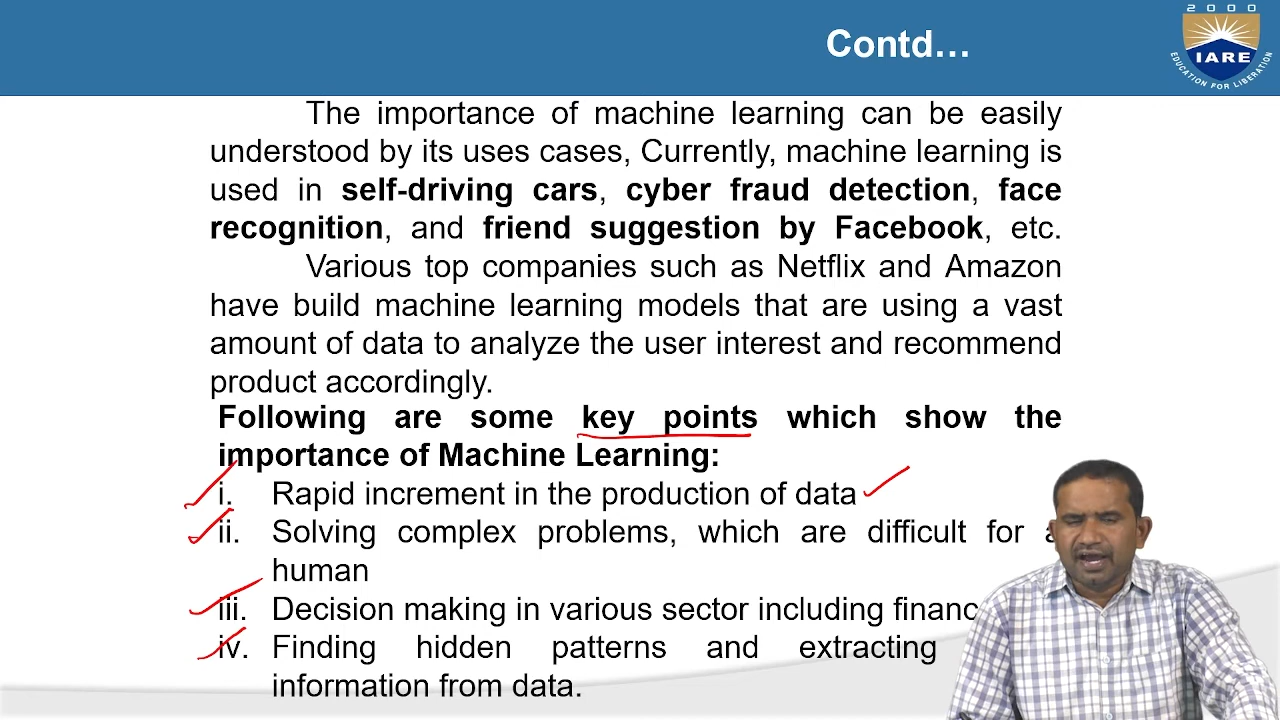 Contd…
2 0 0 0
IARE
EDUCATION FOR LIBERATION
The importance of machine learning can be easily
understood by its uses cases, Currently, machine learning is
used in self-driving cars, cyber fraud detection, face
recognition, and friend suggestion by Facebook, etc.
Various top companies such as Netflix and Amazon
have build machine learning models that are using a vast
amount of data to analyze the user interest and recommend
product accordingly.
Following are some key points which show the
importance of Machine Learning:
i. Rapid increment in the production of data
ii. Solving complex problems, which are difficult for a
human
iii. Decision making in various sector including financ
iv. Finding hidden patterns and extracting
information from data.